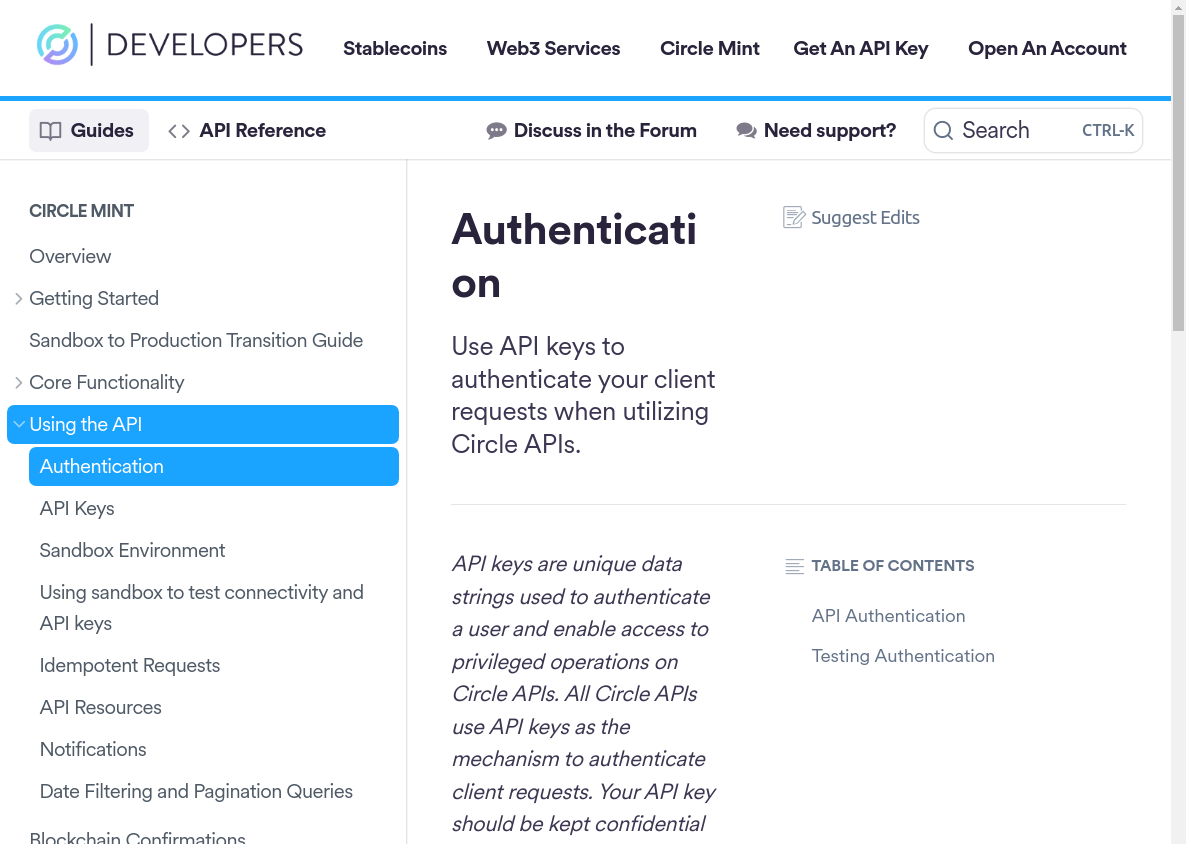 DEVELOPERS
Stablecoins Web3 Services Circle Mint Get An API Key Open An Account
Guides API Reference Discuss in the Forum Need support? Search CTRL-K
CIRCLE MINT
Overview
Getting Started
Sandbox to Production Transition Guide
Core Functionality
Using the API
Authentication
API Keys
Sandbox Environment
Using sandbox to test connectivity and
API keys
Idempotent Requests
API Resources
Notifications
Date Filtering and Pagination Queries
Blockchain Confirmations
Authenticati
on
Suggest Edits
Use API keys to
authenticate your client
requests when utilizing
Circle APIs.
API keys are unique data
strings used to authenticate
a user and enable access to
privileged operations on
Circle APIs. All Circle APIs
use API keys as the
mechanism to authenticate
client requests. Your API key
should be kept confidential
TABLE OF CONTENTS
API Authentication
Testing Authentication